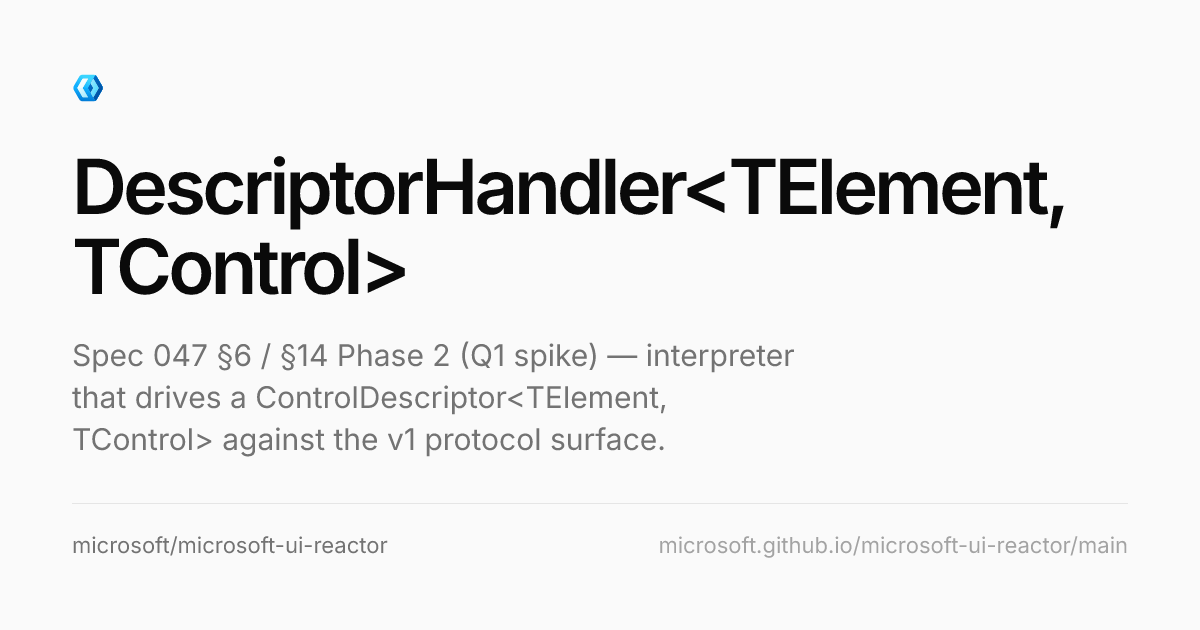 DescriptorHandler<TElement,
TControl>
Spec 047 §6 / §14 Phase 2 (Q1 spike) — interpreter
that drives a ControlDescriptor<TElement,
TControl> against the v1 protocol surface.
microsoft/microsoft-ui-reactor
microsoft.github.io/microsoft-ui-reactor/main